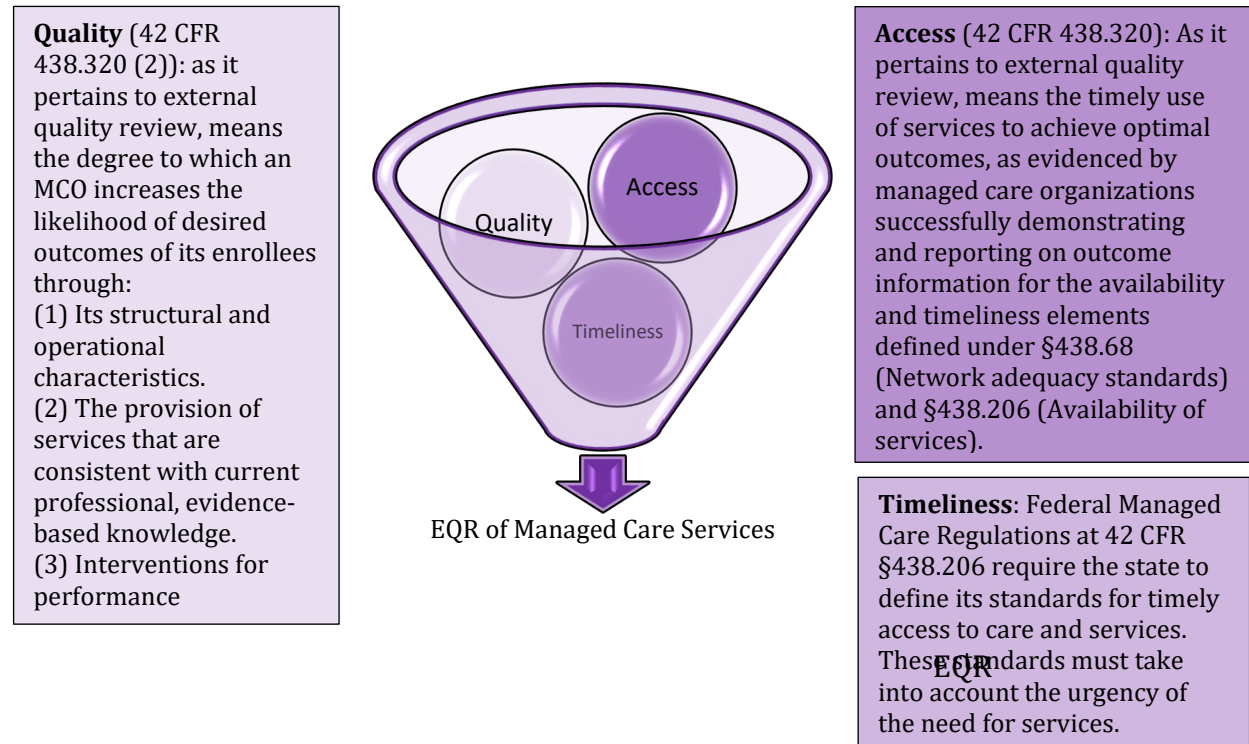 Quality (42 CFR
438.320 (2)): as it
pertains to external
quality review, means
the degree to which an
MCO increases the
likelihood of desired
outcomes of its enrollees
through:
(1) Its structural and
operational
characteristics.
(2) The provision of
services that are
consistent with current
professional, evidence-
based knowledge.
(3) Interventions for
performance
Quality
Access
Timeliness
EQR of Managed Care Services
Access (42 CFR 438.320): As it
pertains to external quality
review, means the timely use
of services to achieve optimal
outcomes, as evidenced by
managed care organizations
successfully demonstrating
and reporting on outcome
information for the availability
and timeliness elements
defined under §438.68
(Network adequacy standards)
and §438.206 (Availability of
services).
Timeliness: Federal Managed
Care Regulations at 42 CFR
§438.206 require the state to
define its standards for timely
access to care and services.
These standards must take
into account the urgency of
the need for services.
EQR